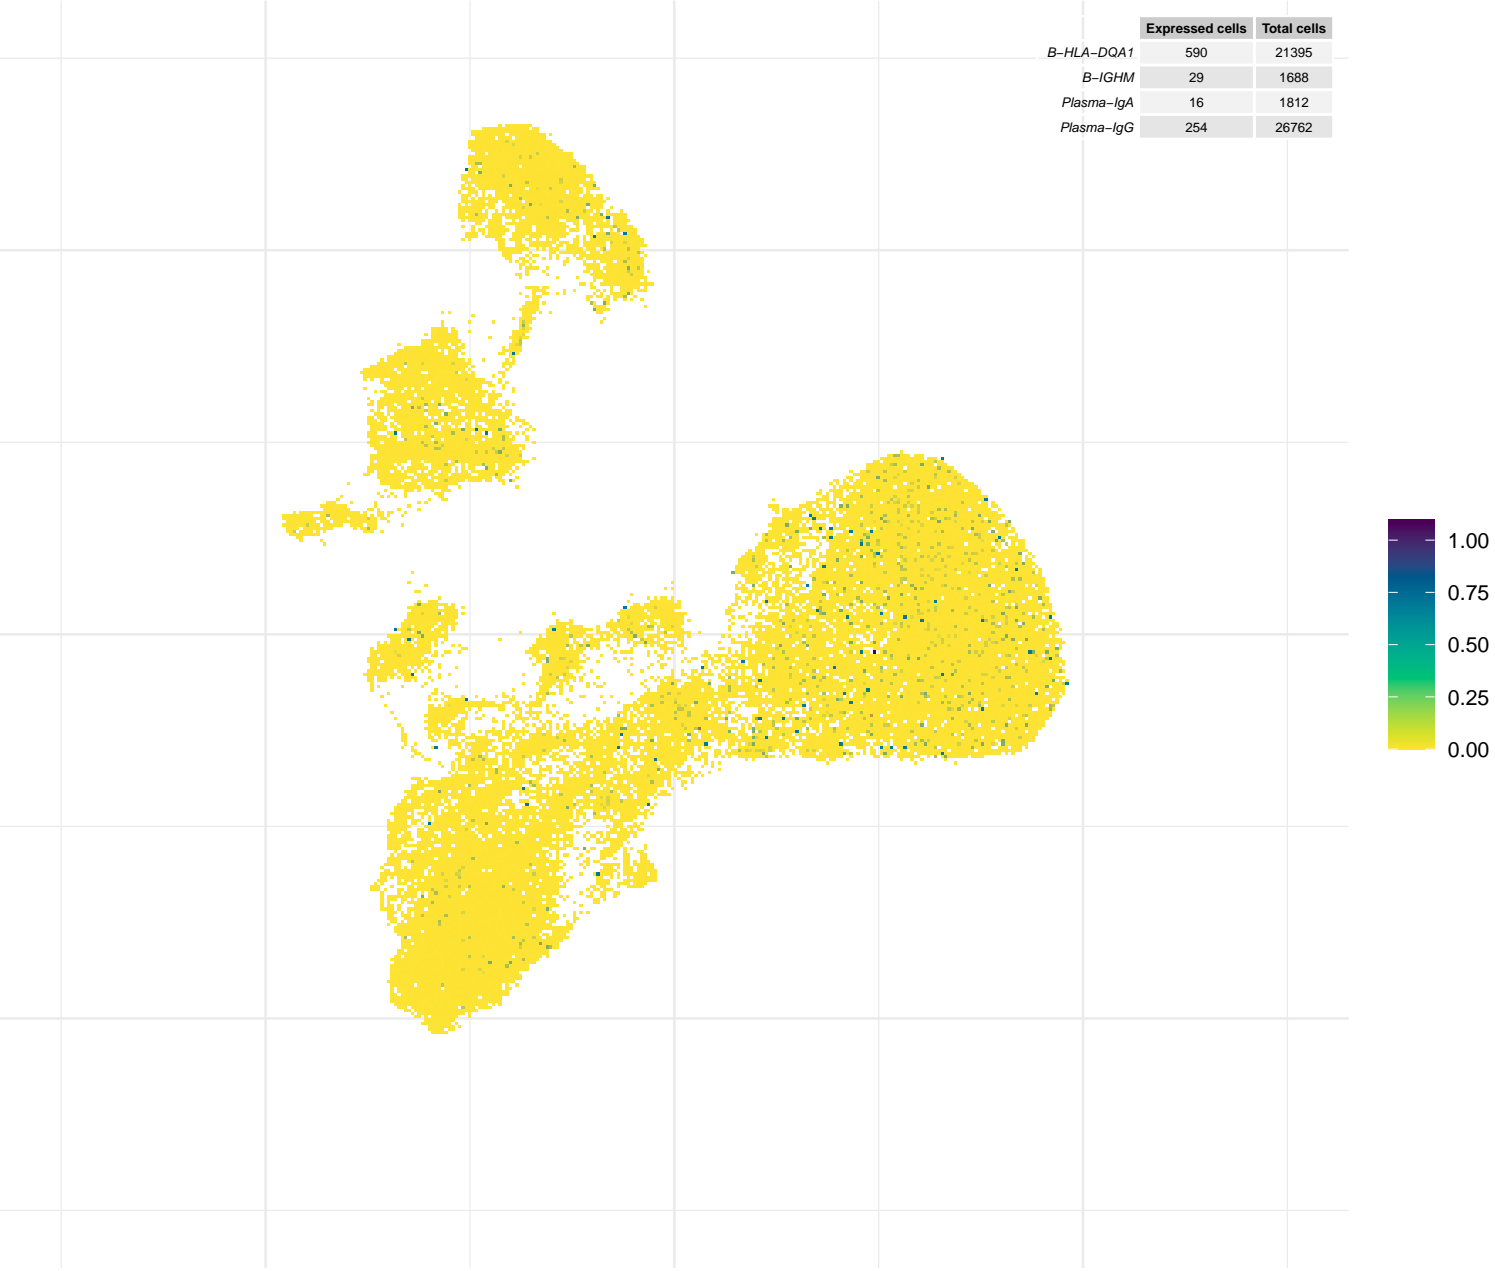 Expressed cells Total cells
B−HLA−DQA1 590 21395
B−IGHM 29 1688
Plasma−IgA 16 1812
Plasma−IgG 254 26762
1.00
0.75
0.50
0.25
0.00